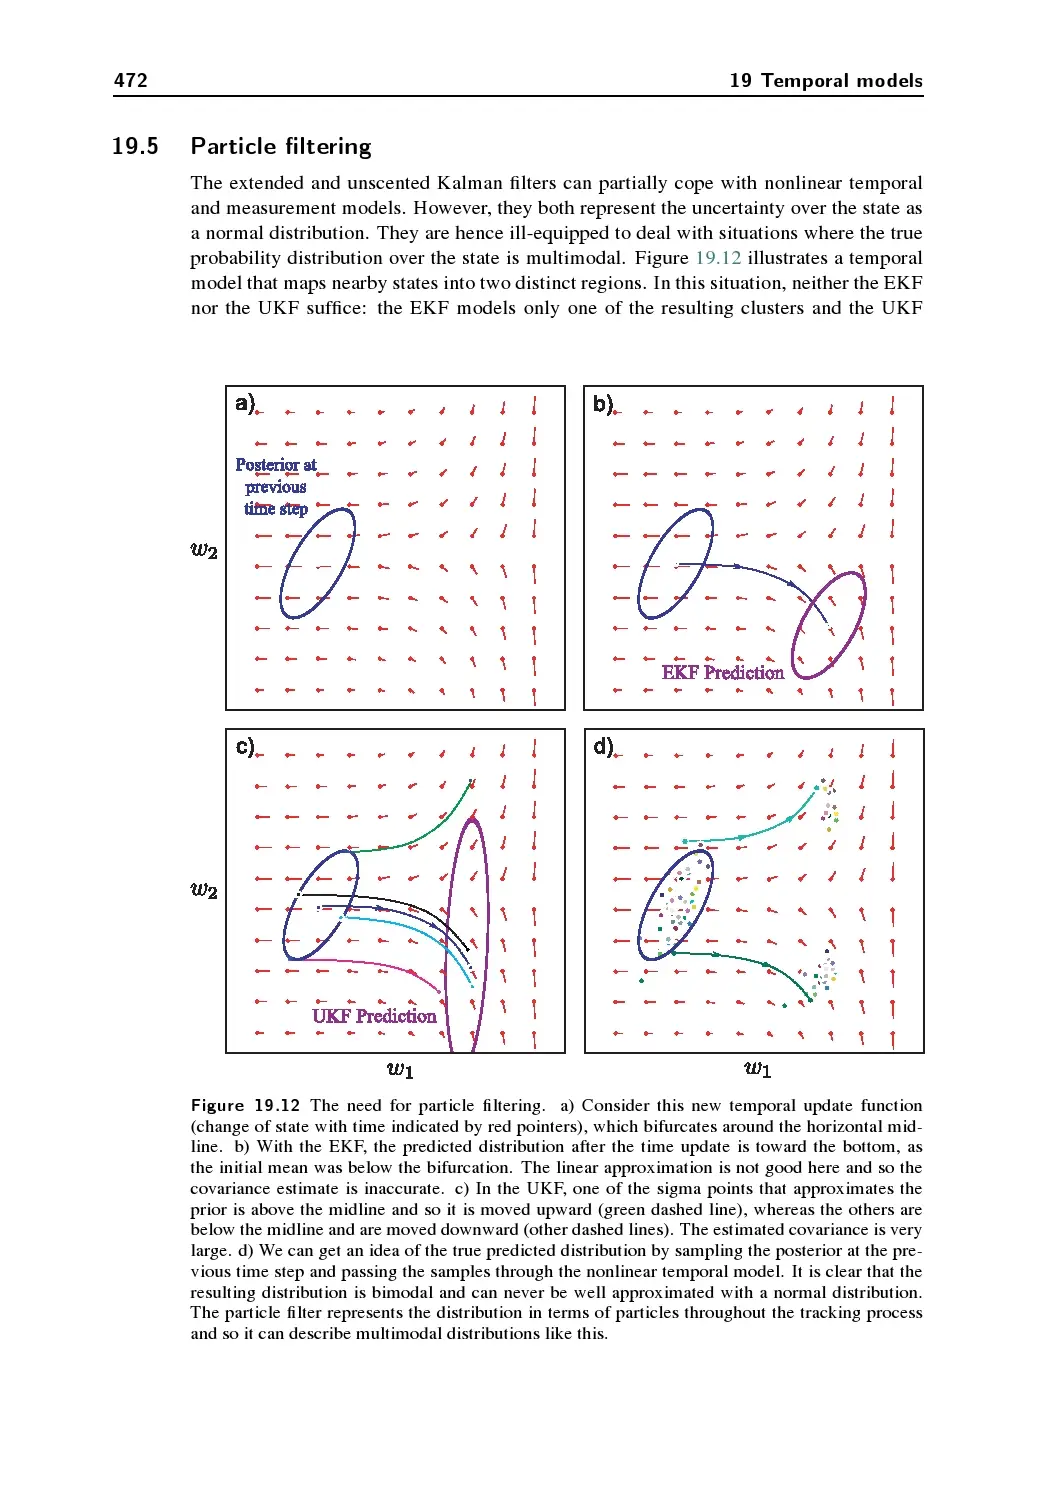 472
19 Temporal models
19.5 Particle filtering
The extended and unscented Kalman filters can partially cope with nonlinear temporal
and measurement models. However, they both represent the uncertainty over the state as
a normal distribution. They are hence ill-equipped to deal with situations where the true
probability distribution over the state is multimodal. Figure 19.12 illustrates a temporal
model that maps nearby states into two distinct regions. In this situation, neither the EKF
nor the UKF suffice: the EKF models only one of the resulting clusters and the UKF
a)
Posterior at
previous
time step
w2
b)
EKF Prediction
c)
w2
UKF Prediction
w1
d)
w1
Figure 19.12 The need for particle filtering. a) Consider this new temporal update function
(change of state with time indicated by red pointers), which bifurcates around the horizontal mid-
line. b) With the EKF, the predicted distribution after the time update is toward the bottom, as
the initial mean was below the bifurcation. The linear approximation is not good here and so the
covariance estimate is inaccurate. c) In the UKF, one of the sigma points that approximates the
prior is above the midline and so it is moved upward (green dashed line), whereas the others are
below the midline and are moved downward (other dashed lines). The estimated covariance is very
large. d) We can get an idea of the true predicted distribution by sampling the posterior at the pre-
vious time step and passing the samples through the nonlinear temporal model. It is clear that the
resulting distribution is bimodal and can never be well approximated with a normal distribution.
The particle filter represents the distribution in terms of particles throughout the tracking process
and so it can describe multimodal distributions like this.